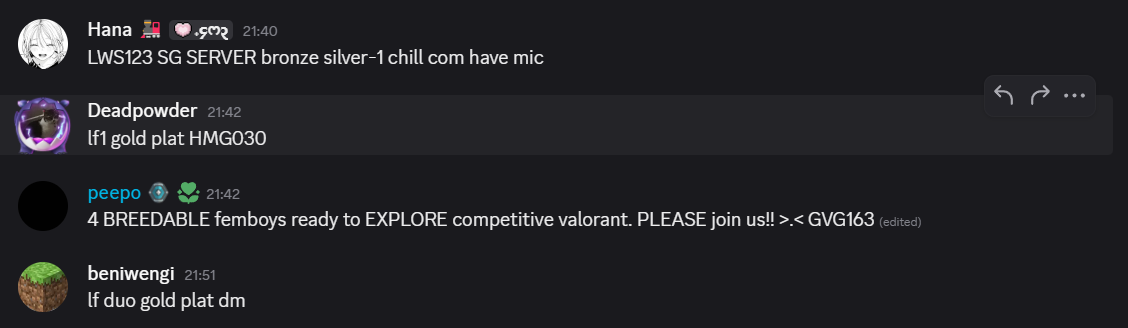 Hana 21:40
LWS123 SG SERVER bronze silver-1 chill com have mic
Deadpowder 21:42
lf1 gold plat HMG030
peepo 21:42
4 BREEDABLE femboys ready to EXPLORE competitive valorant. PLEASE join us!! >.< GVG163 (edited)
beniwengi 21:51
lf duo gold plat dm